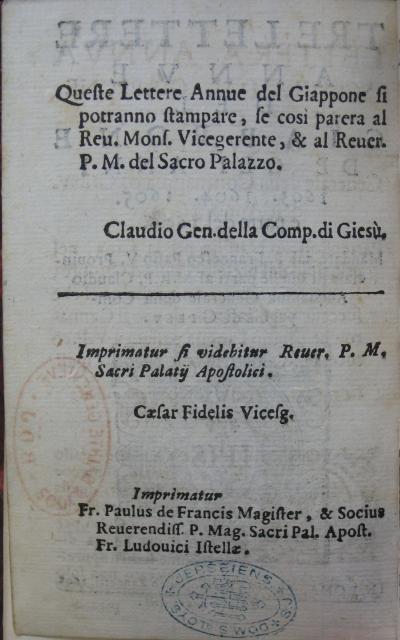 Queſte Lettere Annue del Giappone ſi
potranno ſtampare, ſe cosi parera al
Reu. Monſ. Vicegerente, & al Reuer.
P. M. del Sacro Palazzo.
Claudio Gen. della Comp. di Giesù.
Imprimatur ſi videbitur Reuer. P. M.
Sacri Palatij Apoſtolici.
Cæſar Fidelis Viceſg.
Imprimatur
Fr. Paulus de Francis Magiſter, & Socius
Reuerendiſſ. P. Mag. Sacri Pal. Apoſt.
Fr. Ludouici Iſtellæ.